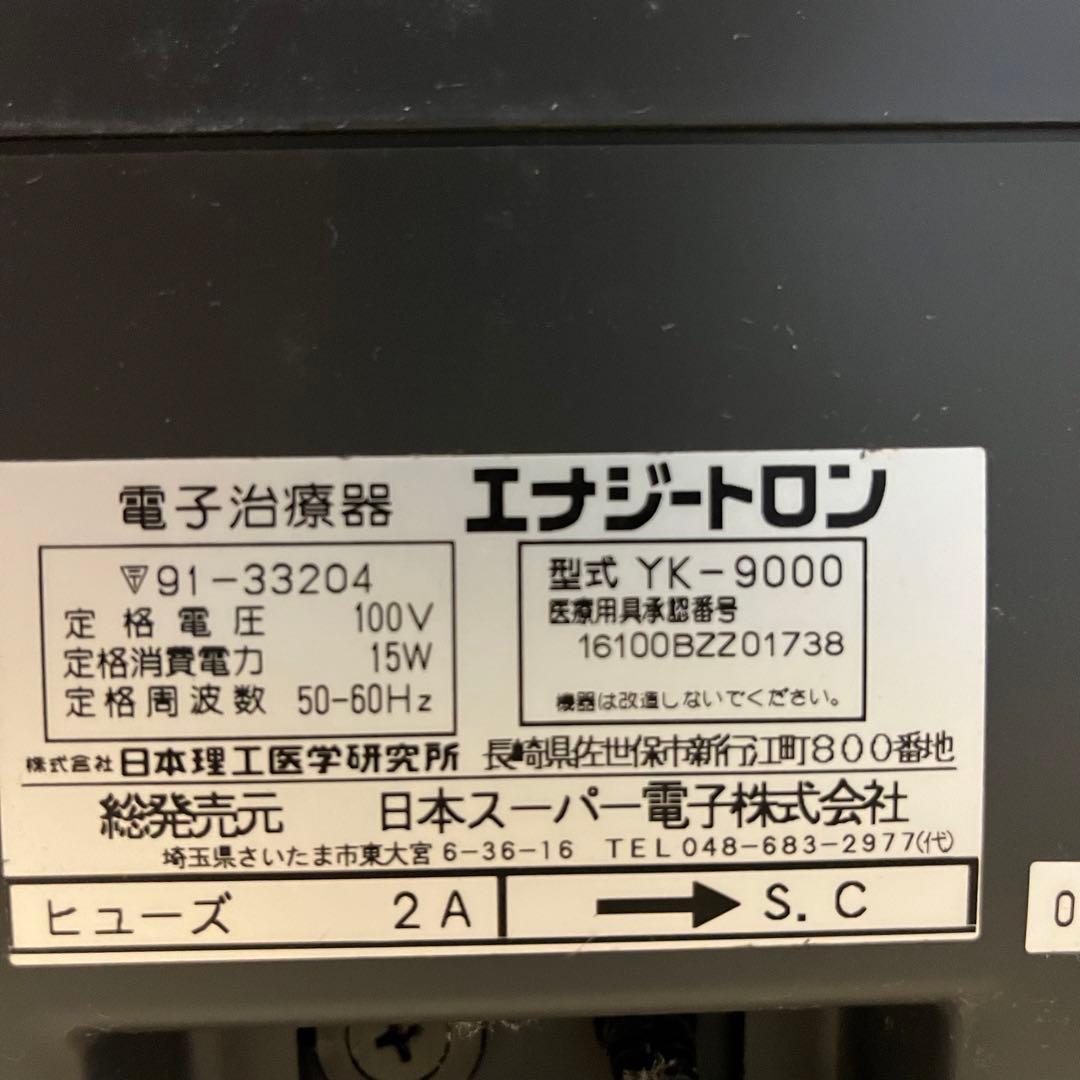 電子治療器 エナジートロン
〒91-33204
定格電圧 100V
定格消費電力 15W
定格周波数 50-60Hz
型式 YK-9000
医療用具承認番号
16100BZZ01738
機器は改造しないでください。
株式会社 日本理工医学研究所 長崎県佐世保市新行江町800番地
総発売元 日本スーパー電子株式会社
埼玉県さいたま市東大宮6-36-16 TEL 048-683-2977(代)
ヒューズ 2A → S.C
0